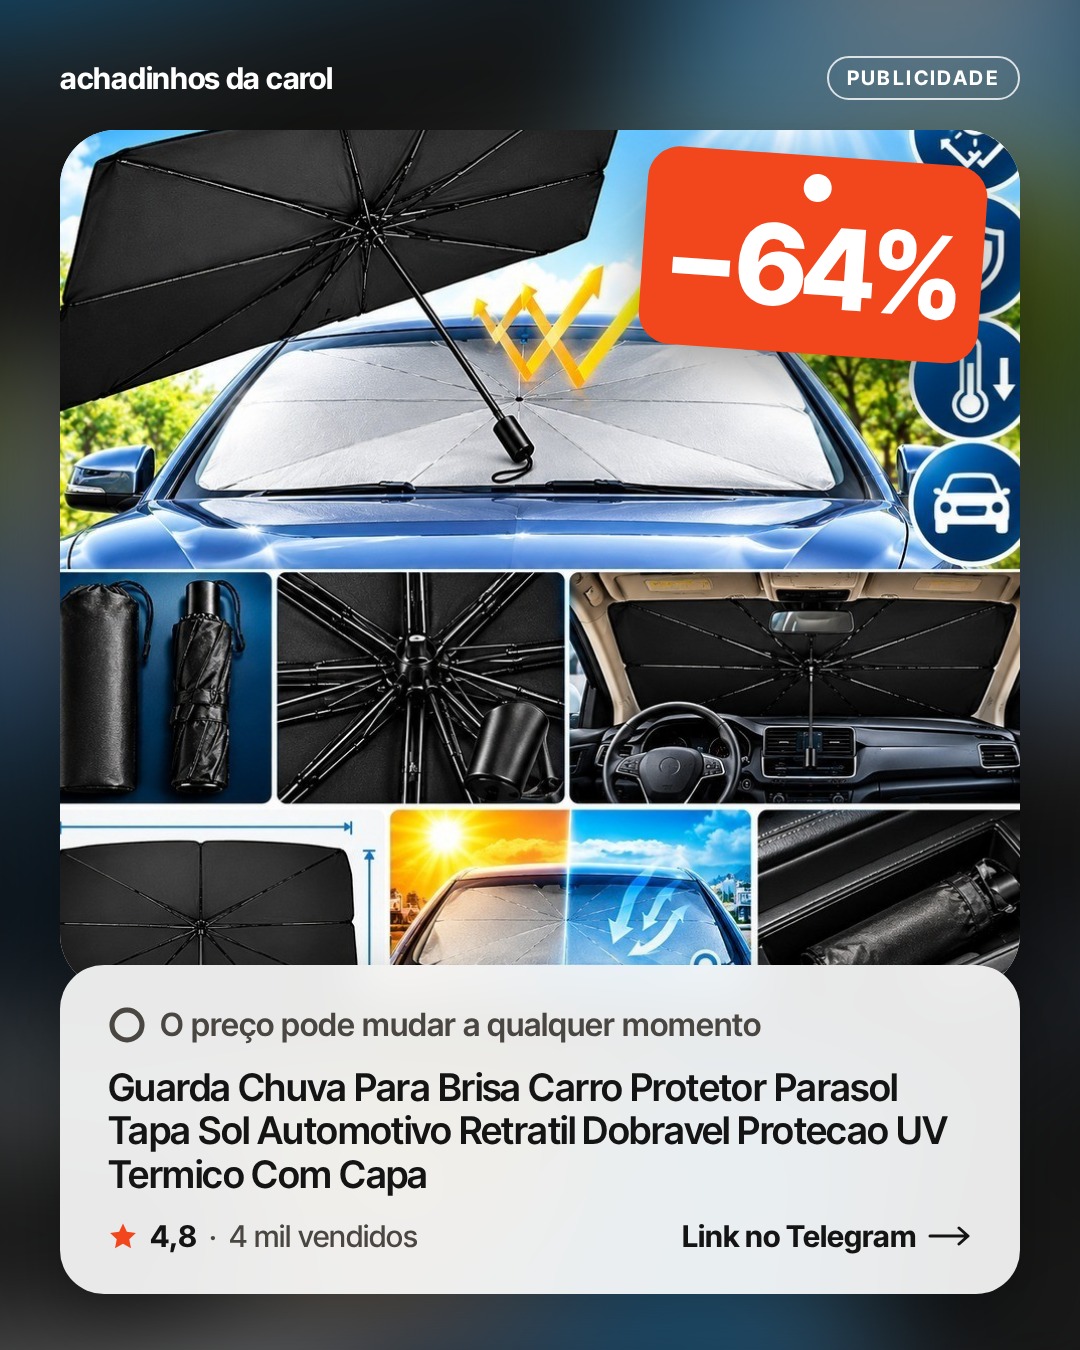 achadinhos da carol
PUBLICIDADE
–64%
O preço pode mudar a qualquer momento
Guarda Chuva Para Brisa Carro Protetor Parasol
Tapa Sol Automotivo Retratil Dobravel Protecao UV
Termico Com Capa
4,8 · 4 mil vendidos
Link no Telegram